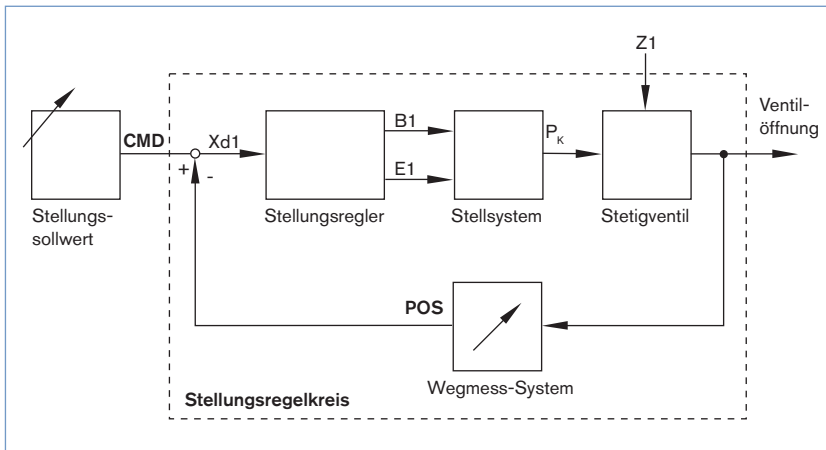 Z1
Ventil-
öffnung
CMD
Xd1
B1
P K
+
-
E1
Stellungs-
sollwert
Stellungsregler
Stellsystem
Stetigventil
POS
Wegmess-System
Stellungsregelkreis